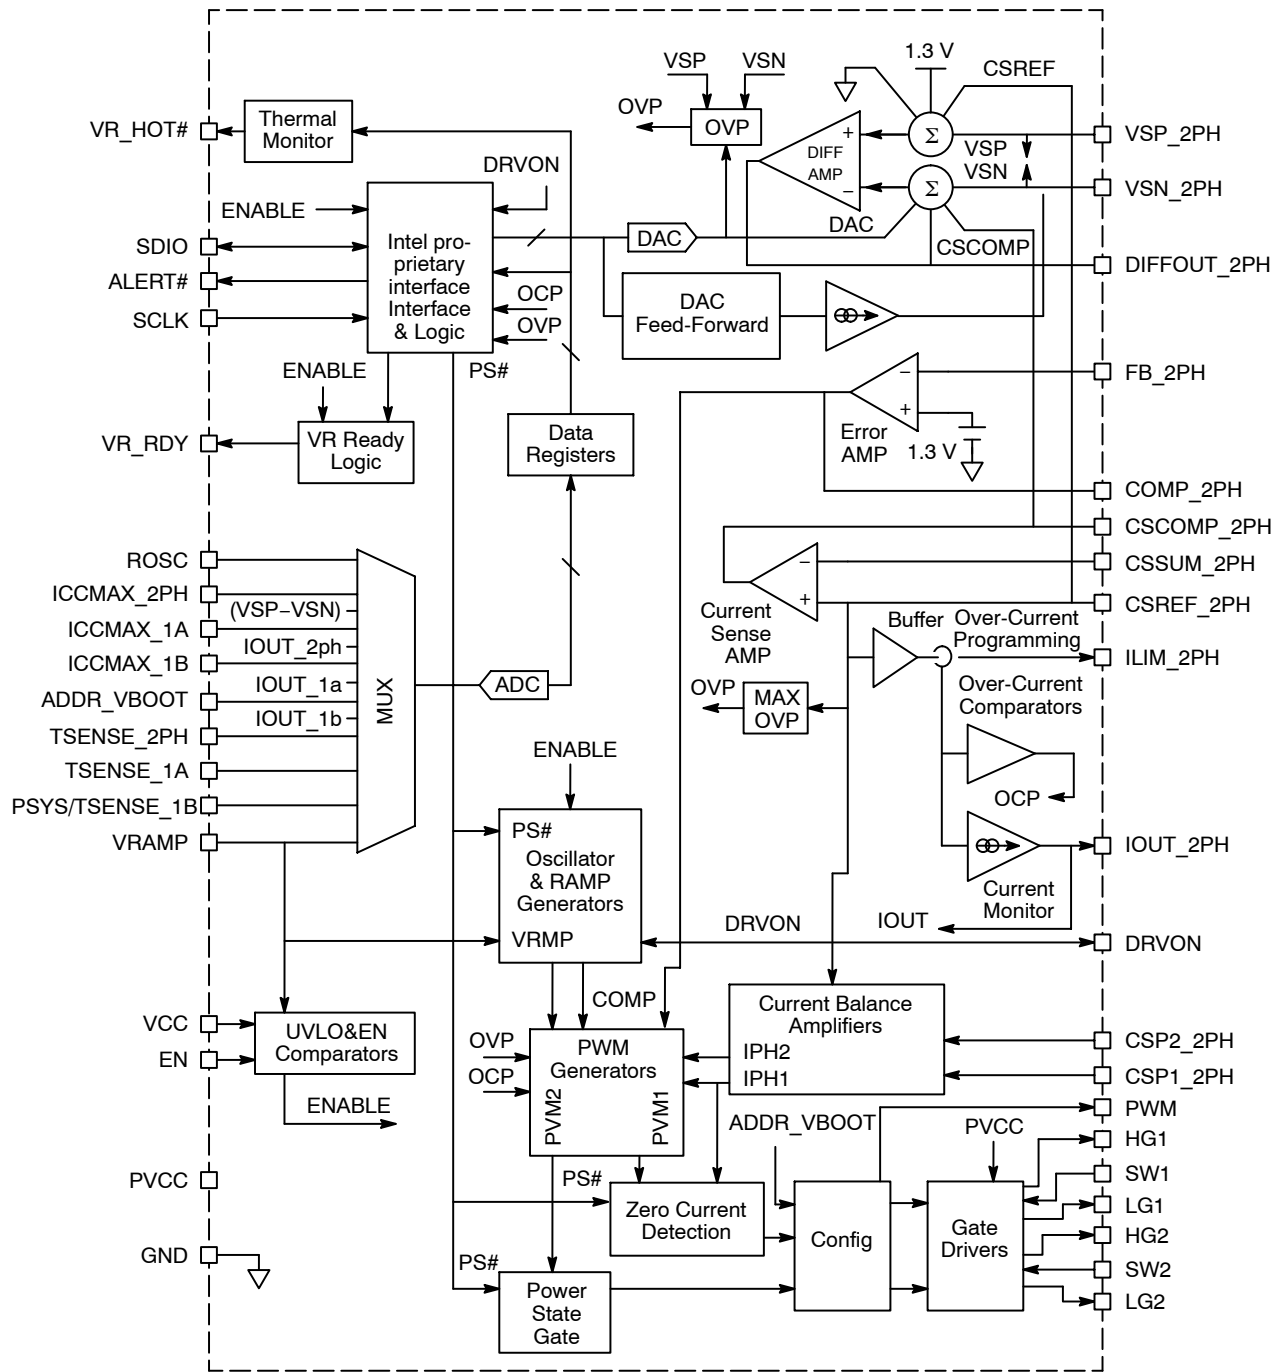 VSP
VSN
1.3 V
CSREF
OVP
OVP
VR_HOT#
Thermal
Monitor
DIFF
AMP
+
−
Σ
Σ
VSP
VSN
VSP_2PH
VSN_2PH
DRVON
ENABLE
SDIO
ALERT#
SCLK
Intel pro-
prietary
interface
Interface
& Logic
OCP
OVP
DAC
DAC
CSCOMP
DIFFOUT_2PH
DAC
Feed-Forward
PS#
ENABLE
VR_RDY
VR Ready
Logic
Data
Registers
−
+
Error
AMP
1.3 V
FB_2PH
COMP_2PH
CSCOMP_2PH
CSSUM_2PH
CSREF_2PH
−
+
Current
Sense
AMP
Buffer
Over-Current
Programming
ILIM_2PH
OVP
MAX
OVP
Over-Current
Comparators
OCP
ROSC
ICCMAX_2PH
(VSP−VSN)
ICCMAX_1A
IOUT_2ph
ICCMAX_1B
IOUT_1a
ADDR_VBOOT
IOUT_1b
TSENSE_2PH
TSENSE_1A
PSYS/TSENSE_1B
VRAMP
MUX
ADC
ENABLE
PS#
Oscillator
& RAMP
Generators
VRMP
IOUT_2PH
Current
Monitor
IOUT
DRVON
DRVON
COMP
Current Balance
Amplifiers
IPH2
IPH1
CSP2_2PH
CSP1_2PH
VCC
EN
UVLO&EN
Comparators
ENABLE
OVP
OCP
PWM
Generators
PVM2
PVM1
ADDR_VBOOT
PVCC
PWM
HG1
SW1
LG1
HG2
SW2
LG2
PVCC
GND
PS#
Zero Current
Detection
Config
Gate
Drivers
PS#
Power
State
Gate